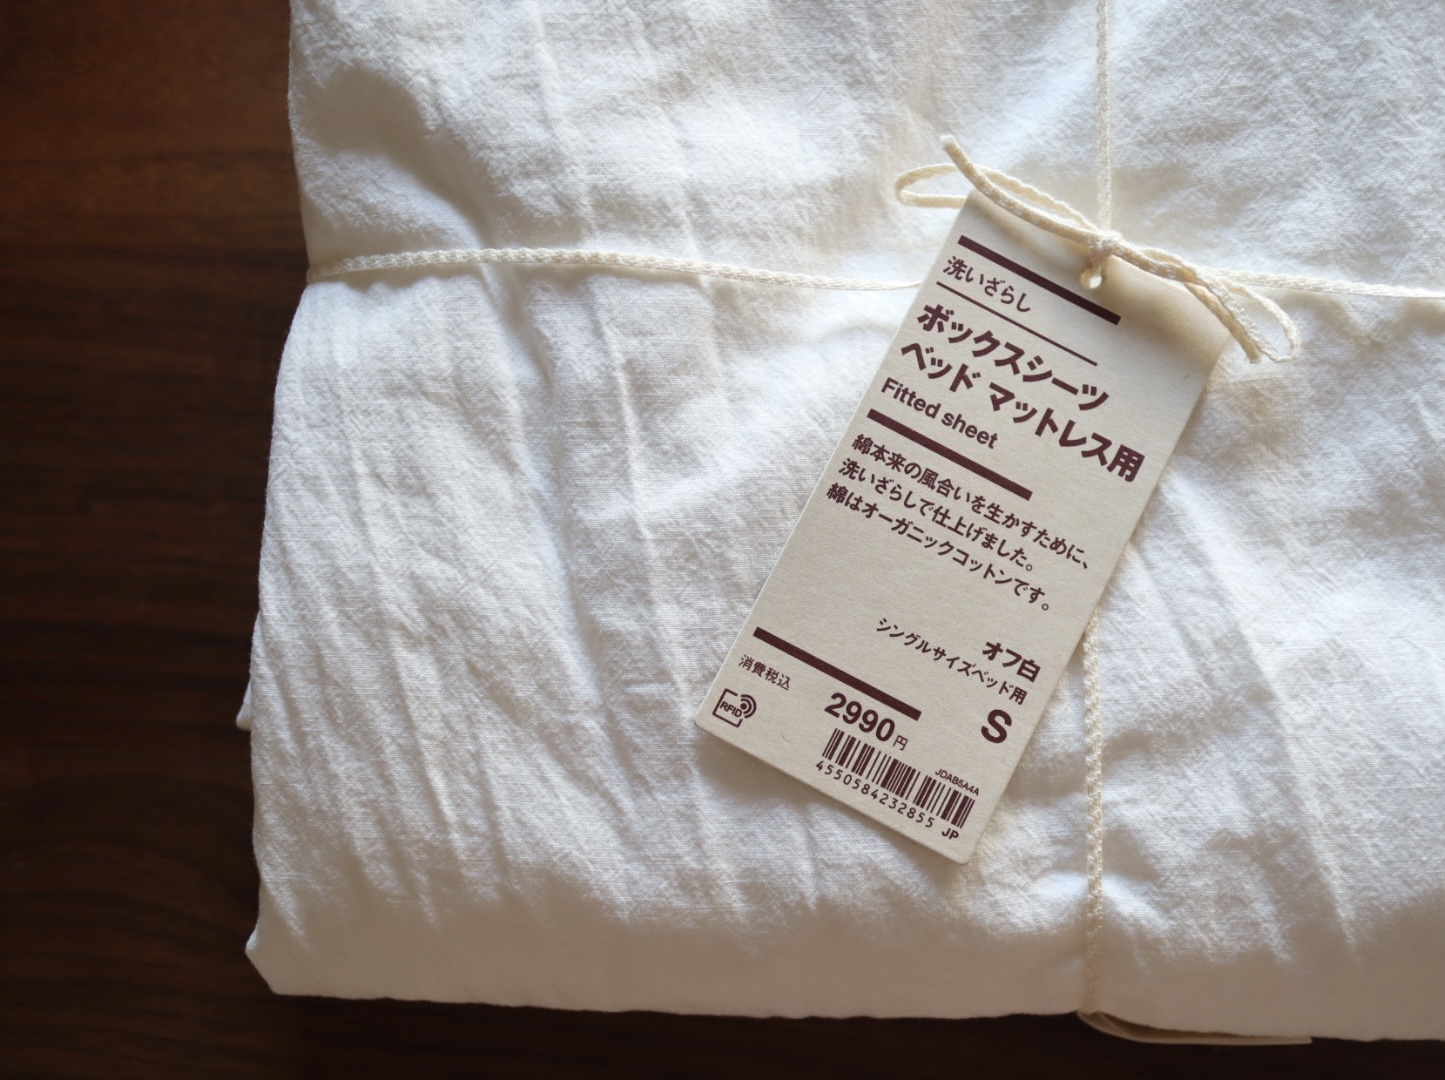 洗いざらし
ボックスシーツ
ベッド マットレス用
Fitted sheet
綿本来の風合いを生かすために、
洗いざらしで仕上げました。
綿はオーガニックコットンです。
オフ白
シングルサイズベッド用
S
消費税込
2990円
RFID
JDAB5A4A
4550584232855 JP